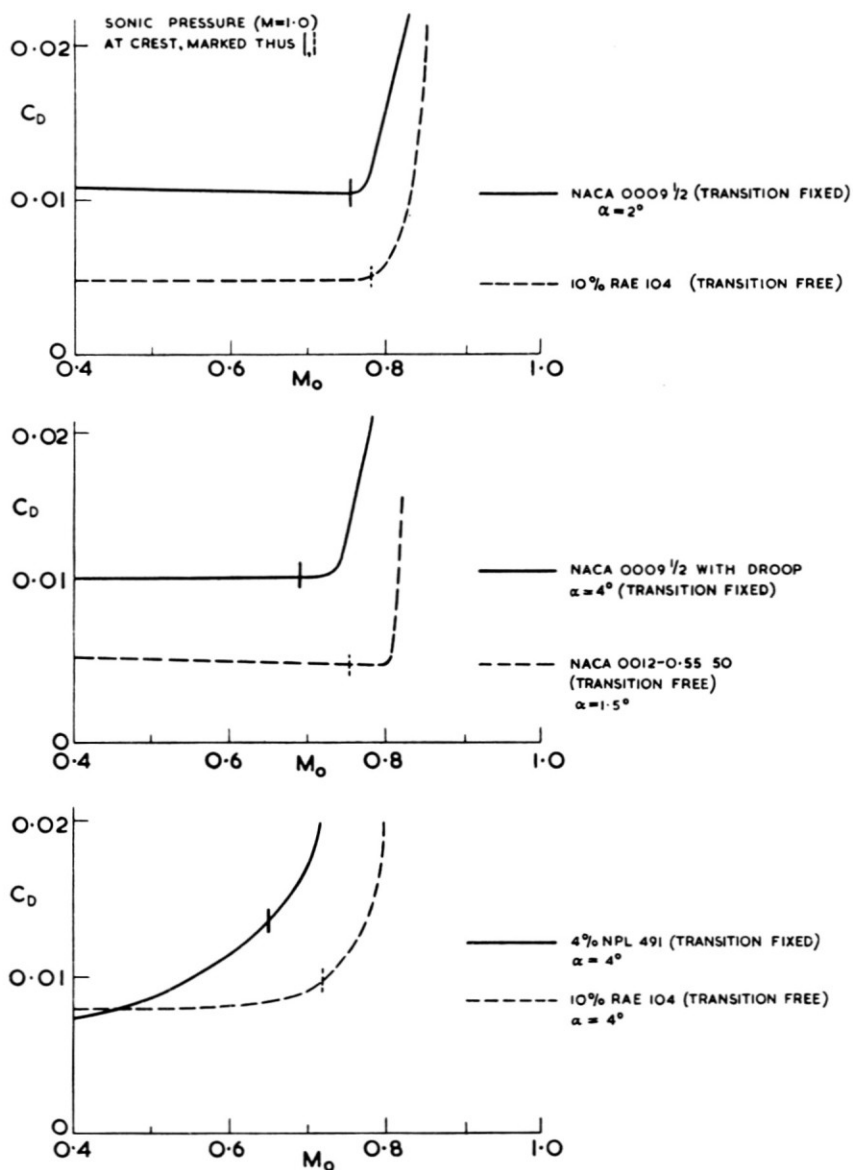 SONIC PRESSURE (M=1·0)
AT CREST, MARKED THUS
0·02
C_D
0·01
0
0·4
0·6
M_o
0·8
1·0
NACA 0009 1/2 (TRANSITION FIXED)
α=2°
10% RAE 104 (TRANSITION FREE)
0·02
C_D
0·01
0
0·4
0·6
M_o
0·8
1·0
NACA 0009 1/2 WITH DROOP
α=4° (TRANSITION FIXED)
NACA 0012-0·55 50
(TRANSITION FREE)
α=1·5°
0·02
C_D
0·01
0
0·4
0·6
M_o
0·8
1·0
4% NPL 491 (TRANSITION FIXED)
α = 4°
10% RAE 104 (TRANSITION FREE)
α = 4°